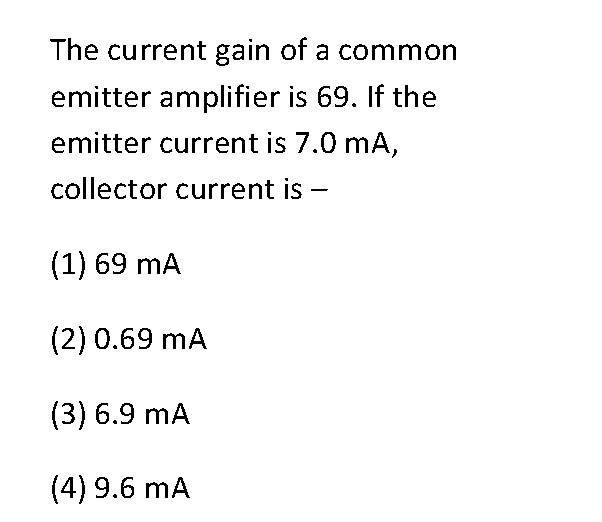 The current gain of a common
emitter amplifier is 69. If the
emitter current is 7.0 mA,
collector current is –
(1) 69 mA
(2) 0.69 mA
(3) 6.9 mA
(4) 9.6 mA